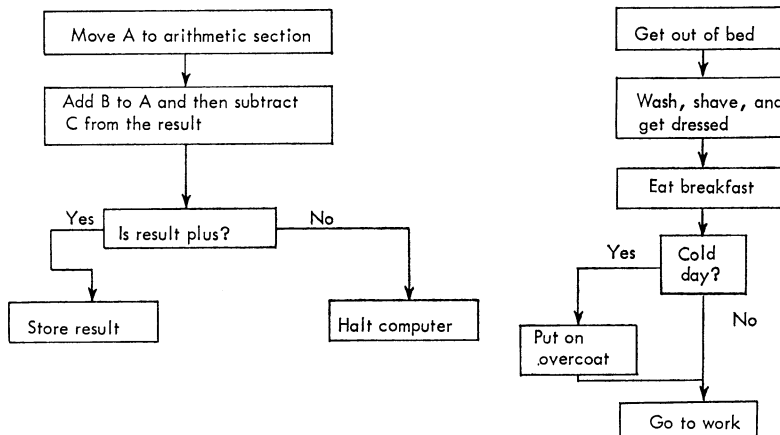 Move A to arithmetic section
Add B to A and then subtract
C from the result
Yes
Is result plus?
No
Store result
Halt computer
Get out of bed
Wash, shave, and
get dressed
Eat breakfast
Yes
Cold
day?
No
Put on
overcoat
Go to work